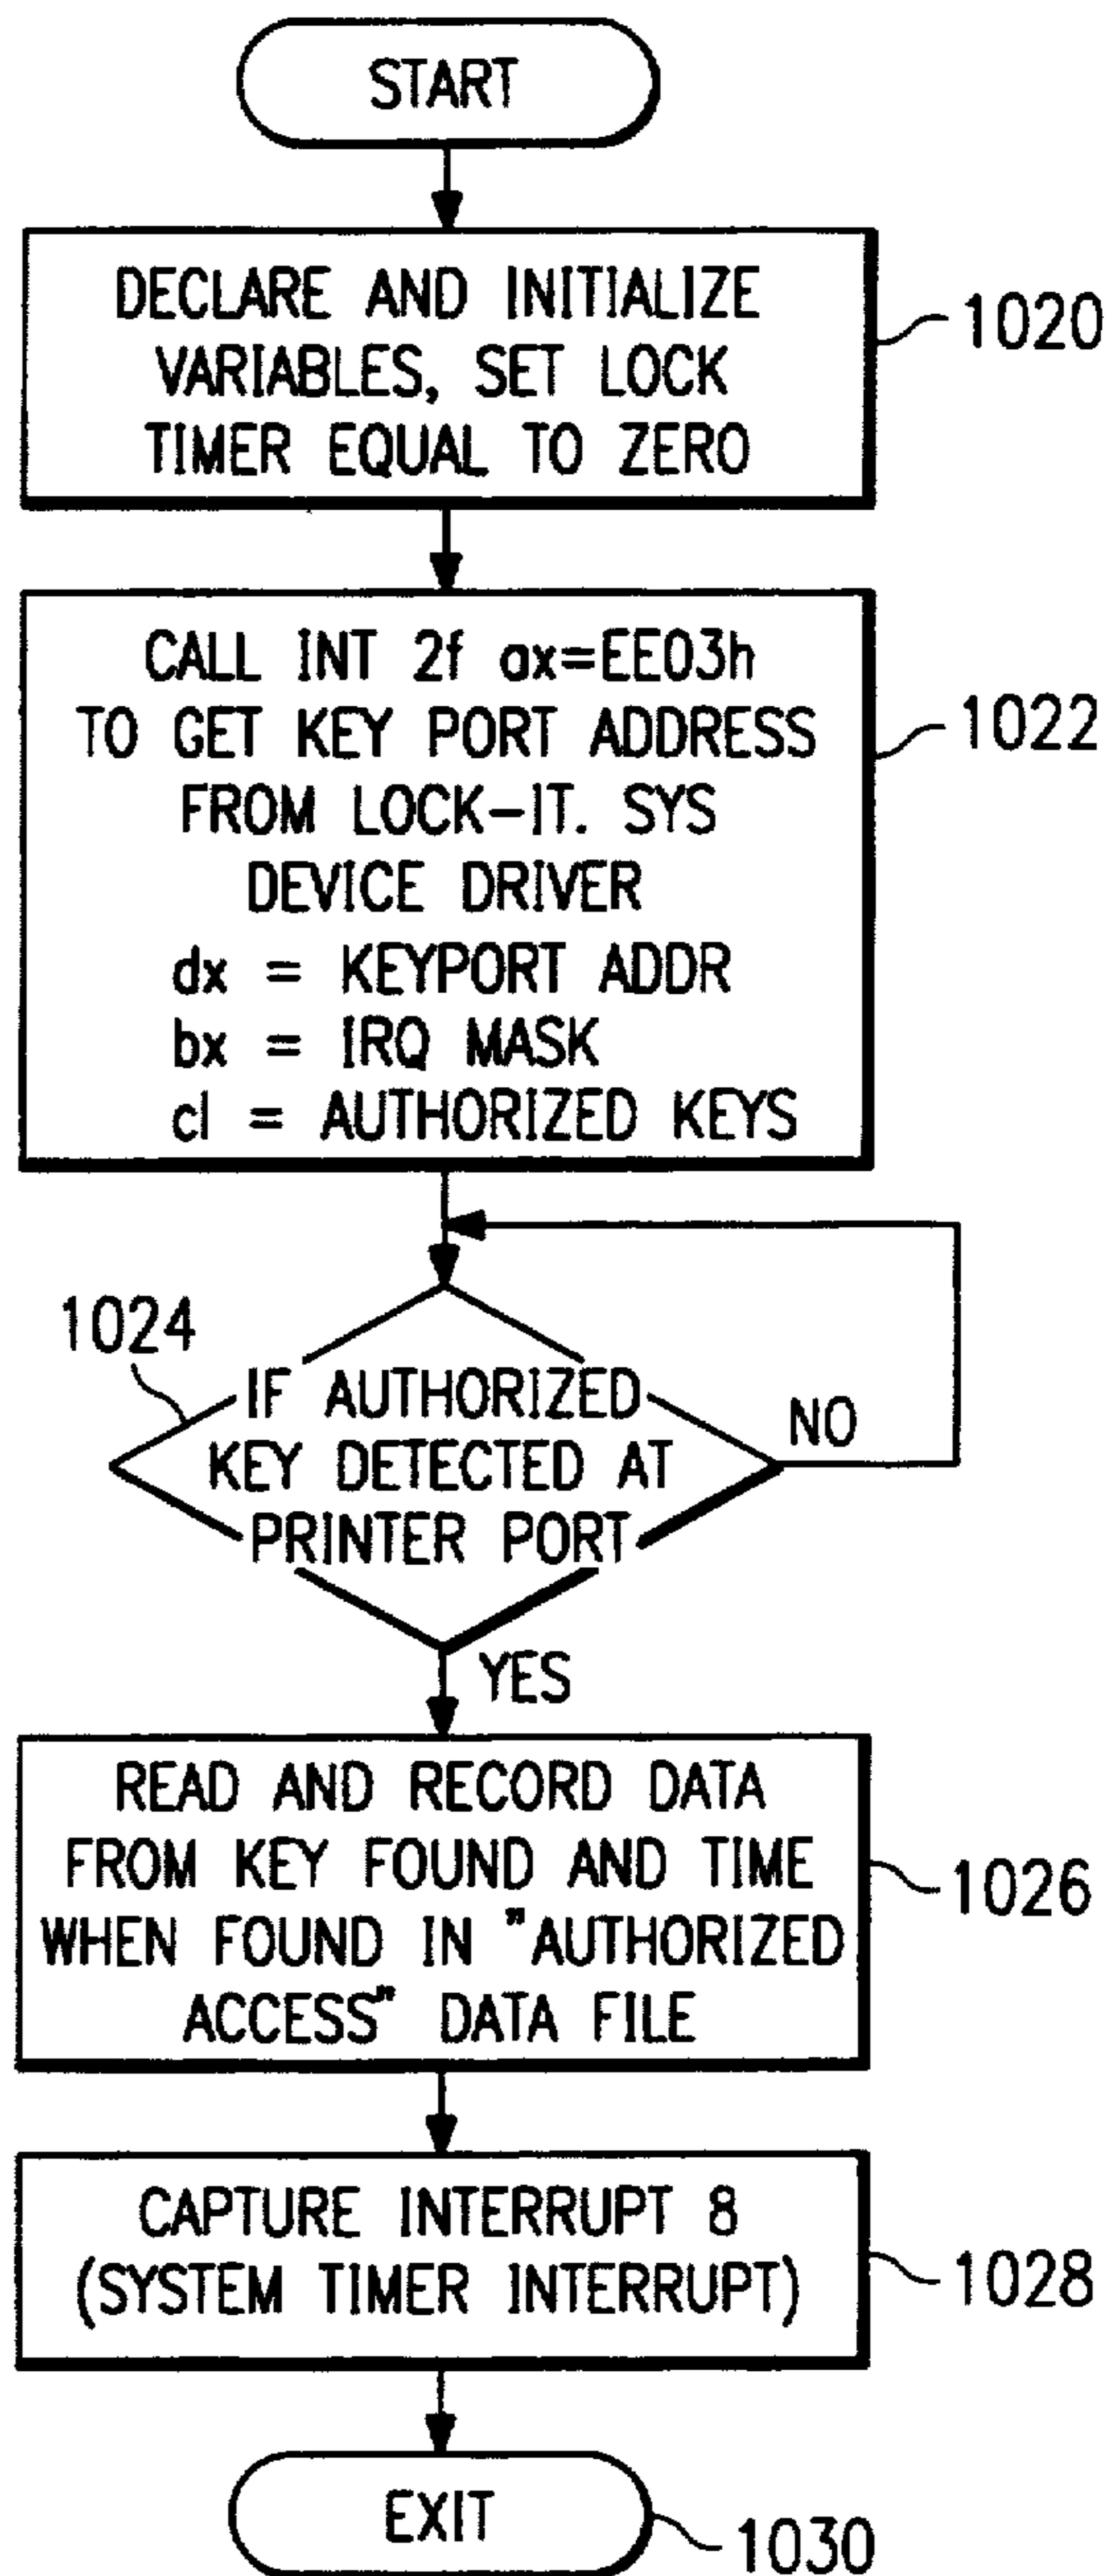 START
DECLARE AND INITIALIZE
VARIABLES, SET LOCK
TIMER EQUAL TO ZERO
1020
CALL INT 2f ax=EE03h
TO GET KEY PORT ADDRESS
FROM LOCK-IT. SYS
DEVICE DRIVER
dx = KEYPORT ADDR
bx = IRQ MASK
cl = AUTHORIZED KEYS
1022
1024
IF AUTHORIZED
KEY DETECTED AT
PRINTER PORT
NO
YES
READ AND RECORD DATA
FROM KEY FOUND AND TIME
WHEN FOUND IN "AUTHORIZED
ACCESS" DATA FILE
1026
CAPTURE INTERRUPT 8
(SYSTEM TIMER INTERRUPT)
1028
EXIT
1030